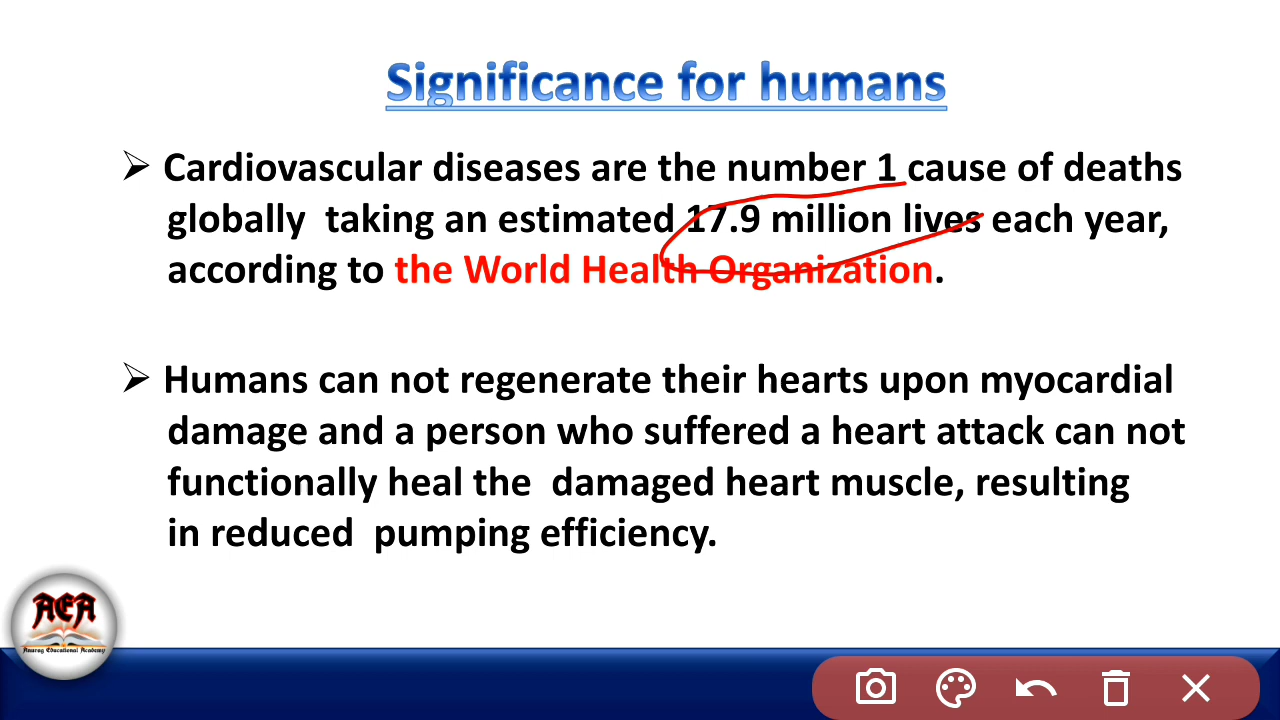 Significance for humans
Cardiovascular diseases are the number 1 cause of deaths
globally taking an estimated 17.9 million lives each year,
according to the World Health Organization.
Humans can not regenerate their hearts upon myocardial
damage and a person who suffered a heart attack can not
functionally heal the damaged heart muscle, resulting
in reduced pumping efficiency.
AEA
Anurag Educational Academy